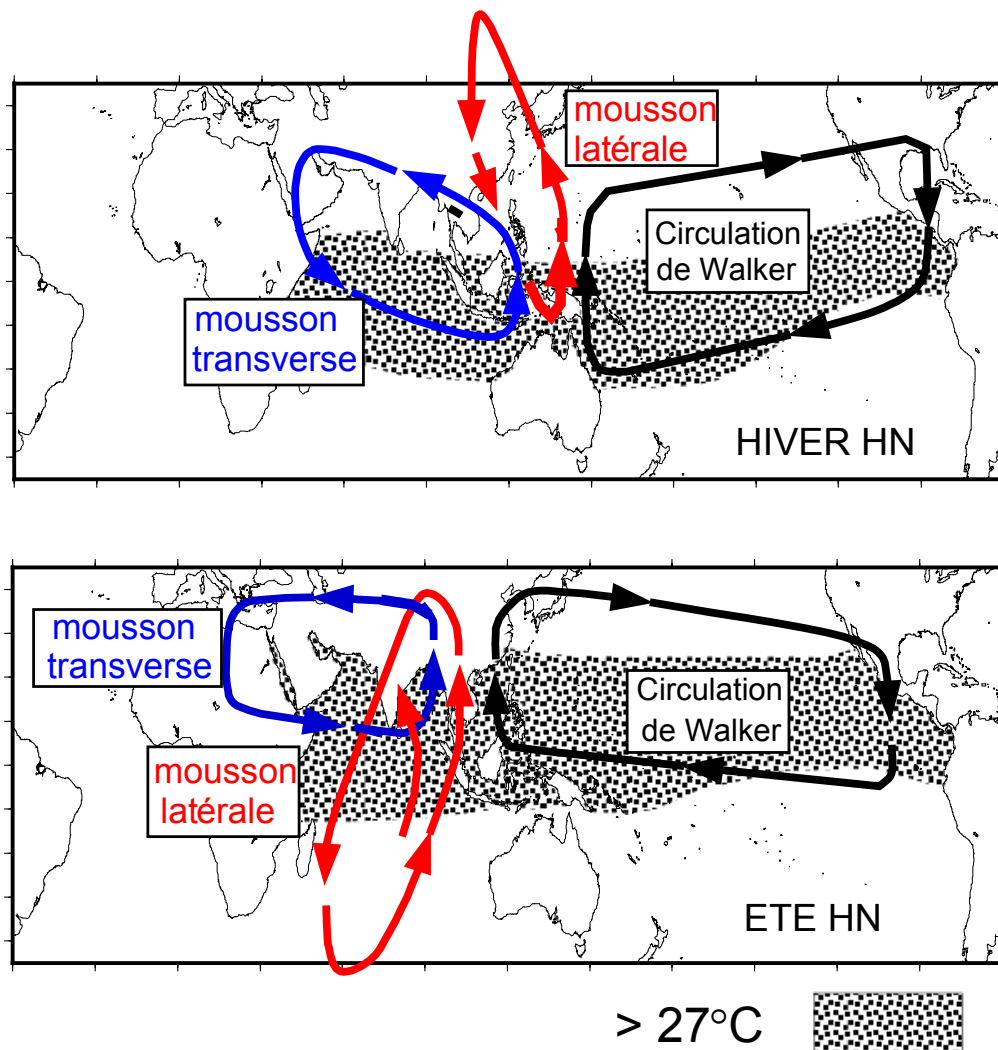 mousson
latérale
Circulation
de Walker
mousson
transverse
HIVER HN
mousson
transverse
Circulation
de Walker
mousson
latérale
ETE HN
> 27°C